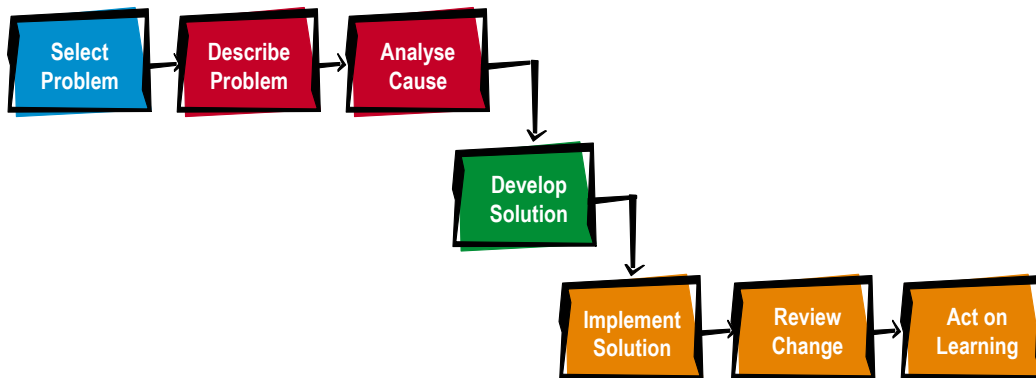 Select
Problem
Describe
Problem
Analyse
Cause
Develop
Solution
Implement
Solution
Review
Change
Act on
Learning